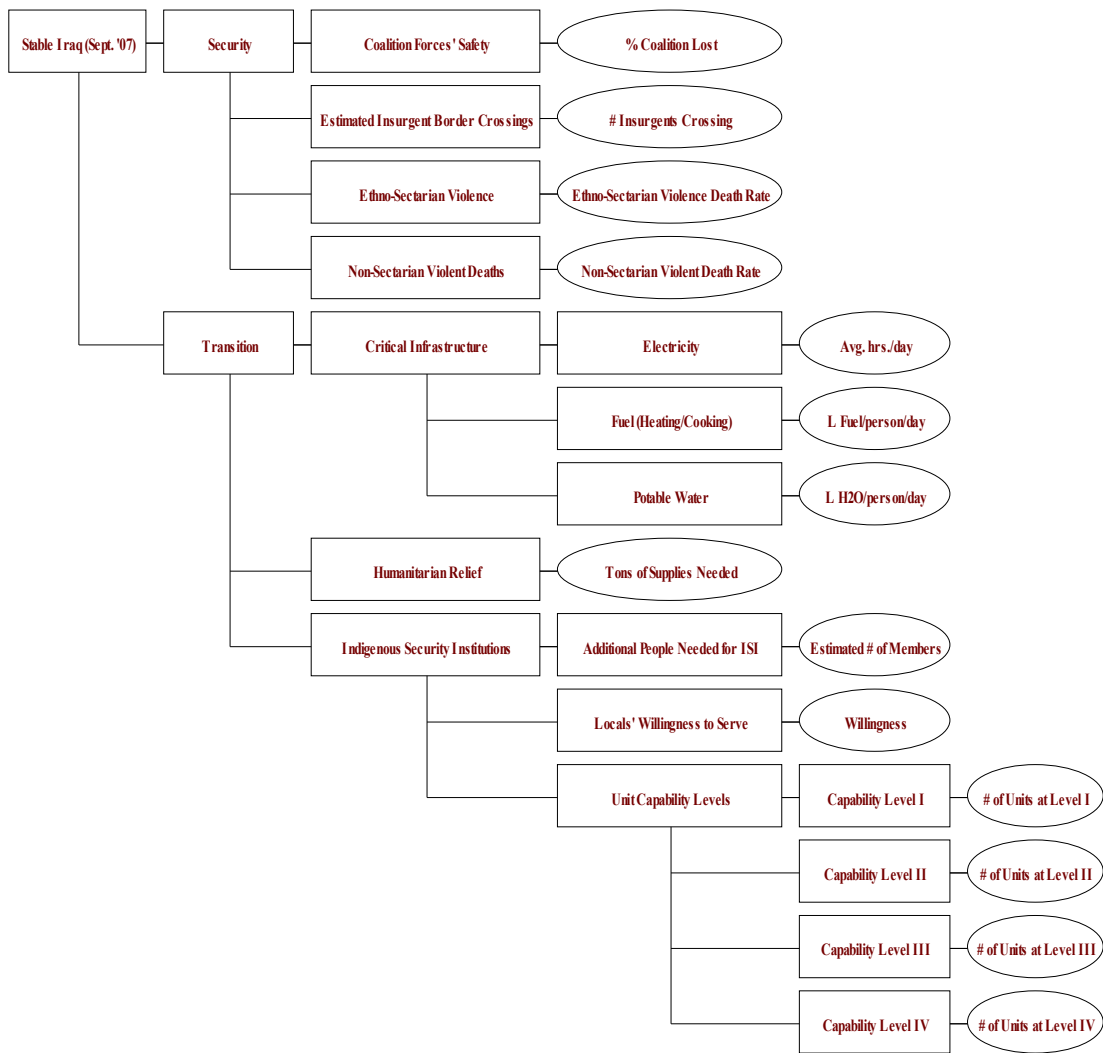 Stable Iraq (Sept. '07)
Security
Coalition Forces' Safety
% Coalition Lost
Estimated Insurgent Border Crossings
# Insurgents Crossing
Ethno-Sectarian Violence
Ethno-Sectarian Violence Death Rate
Non-Sectarian Violent Deaths
Non-Sectarian Violent Death Rate
Transition
Critical Infrastructure
Electricity
Avg. hrs./day
Fuel (Heating/Cooking)
L Fuel/person/day
Potable Water
L H2O/person/day
Humanitarian Relief
Tons of Supplies Needed
Indigenous Security Institutions
Additional People Needed for ISI
Estimated # of Members
Locals' Willingness to Serve
Willingness
Unit Capability Levels
Capability Level I
# of Units at Level I
Capability Level II
# of Units at Level II
Capability Level III
# of Units at Level III
Capability Level IV
# of Units at Level IV